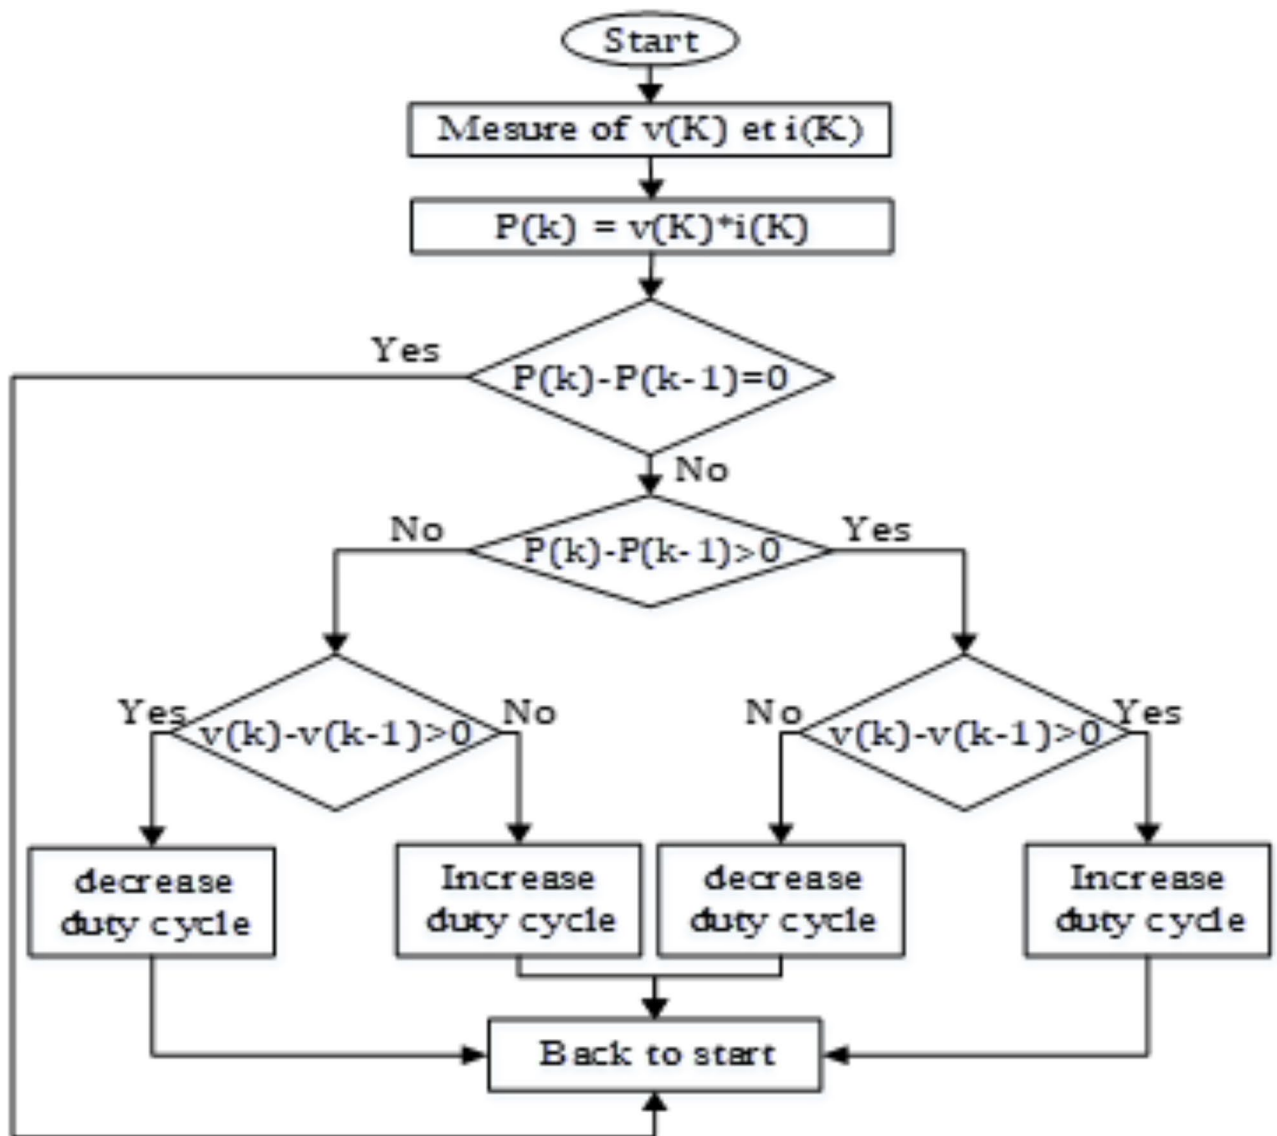 Start
Mesure of v(K) et i(K)
P(k) = v(K)*i(K)
Yes
P(k)-P(k-1)=0
No
No
P(k)-P(k-1)>0
Yes
Yes
v(k)-v(k-1)>0
No
No
v(k)-v(k-1)>0
Yes
decrease
duty cycle
Increase
duty cycle
decrease
duty cycle
Increase
duty cycle
Back to start